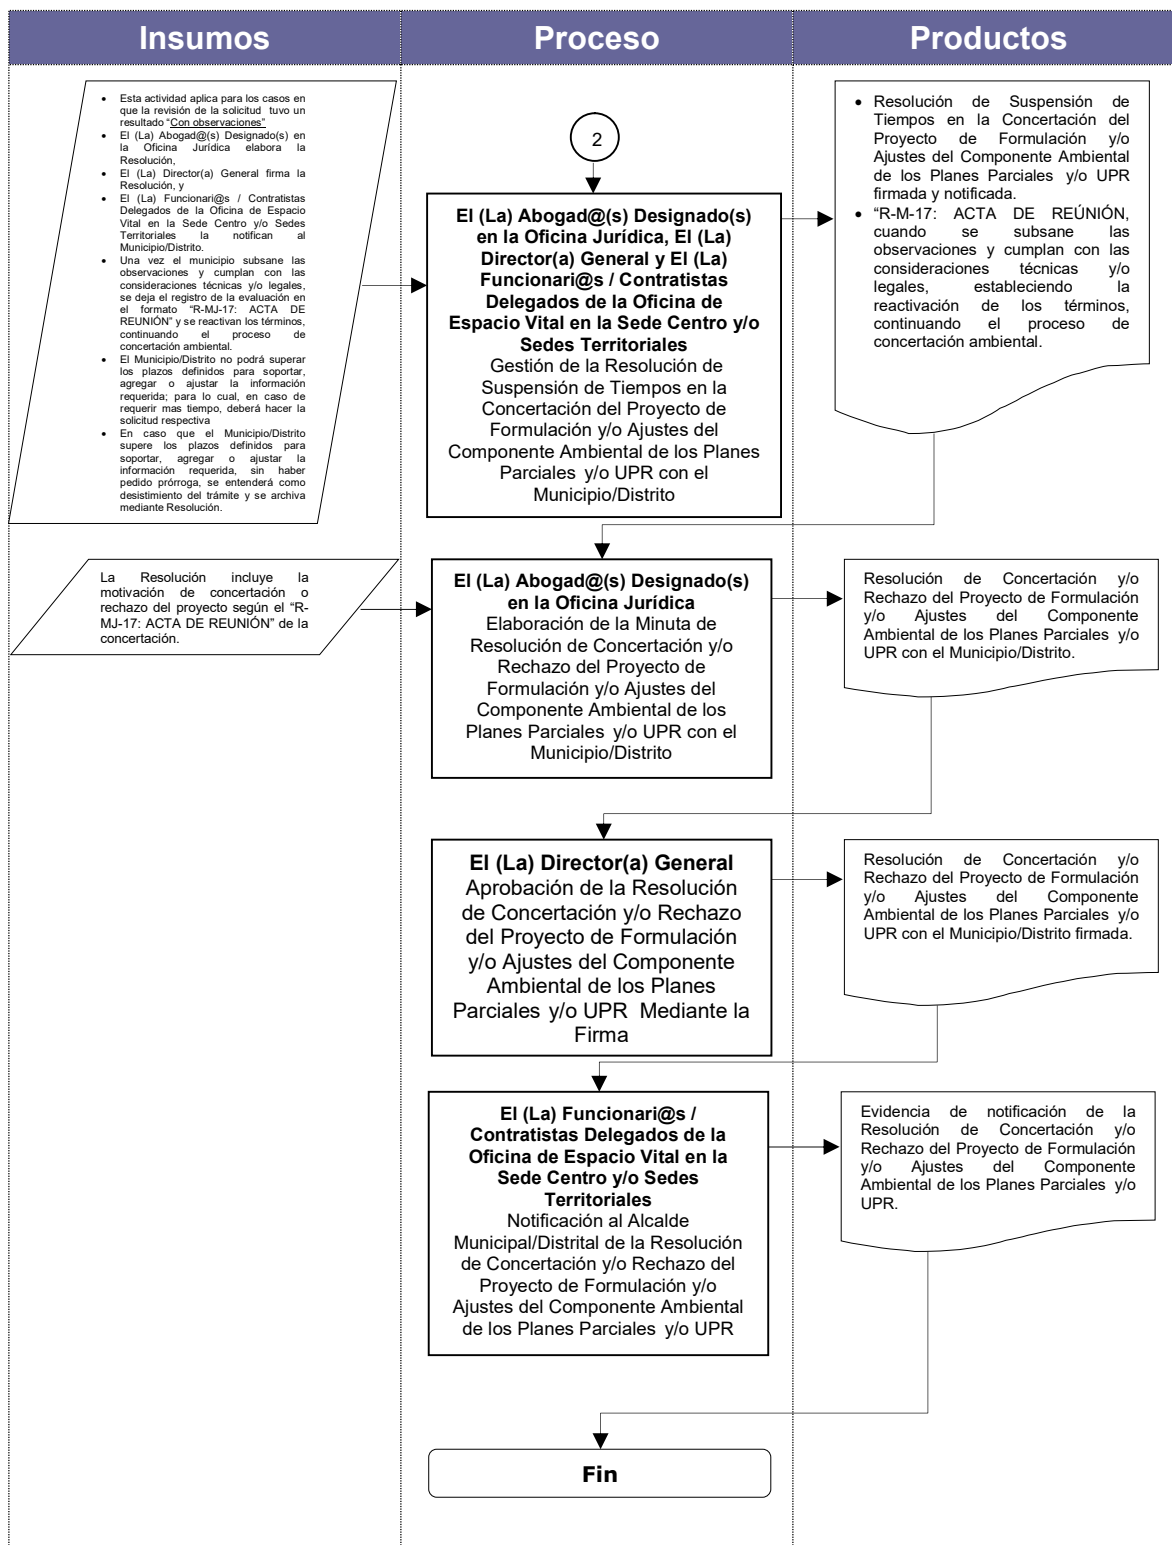 Insumos
Proceso
Productos
• Esta actividad aplica para los casos en
que la revisión de la solicitud tuvo un
resultado “Con observaciones”
• El (La) Abogad@(s) Designado(s) en
la Oficina Jurídica elabora la
Resolución,
• El (La) Director(a) General firma la
Resolución, y
• El (La) Funcionari@s / Contratistas
Delegados de la Oficina de Espacio
Vital en la Sede Centro y/o Sedes
Territoriales la notifican al
Municipio/Distrito.
• Una vez el municipio subsane las
observaciones y cumplan con las
consideraciones técnicas y/o legales,
se deja el registro de la evaluación en
el formato “R-MJ-17: ACTA DE
REUNIÓN” y se reactivan los términos,
continuando el proceso de
concertación ambiental.
• El Municipio/Distrito no podrá superar
los plazos definidos para soportar,
agregar o ajustar la información
requerida; para lo cual, en caso de
requerir mas tiempo, deberá hacer la
solicitud respectiva
• En caso que el Municipio/Distrito
supere los plazos definidos para
soportar, agregar o ajustar la
información requerida, sin haber
pedido prórroga, se entenderá como
desistimiento del trámite y se archiva
mediante Resolución.
2
El (La) Abogad@(s) Designado(s)
en la Oficina Jurídica, El (La)
Director(a) General y El (La)
Funcionari@s / Contratistas
Delegados de la Oficina de
Espacio Vital en la Sede Centro y/o
Sedes Territoriales
Gestión de la Resolución de
Suspensión de Tiempos en la
Concertación del Proyecto de
Formulación y/o Ajustes del
Componente Ambiental de los Planes
Parciales y/o UPR con el
Municipio/Distrito
• Resolución de Suspensión de
Tiempos en la Concertación del
Proyecto de Formulación y/o
Ajustes del Componente Ambiental
de los Planes Parciales y/o UPR
firmada y notificada.
• “R-M-17: ACTA DE REÚNIÓN,
cuando se subsane las
observaciones y cumplan con las
consideraciones técnicas y/o
legales, estableciendo la
reactivación de los términos,
continuando el proceso de
concertación ambiental.
La Resolución incluye la
motivación de concertación o
rechazo del proyecto según el “R-
MJ-17: ACTA DE REUNIÓN” de la
concertación.
El (La) Abogad@(s) Designado(s)
en la Oficina Jurídica
Elaboración de la Minuta de
Resolución de Concertación y/o
Rechazo del Proyecto de
Formulación y/o Ajustes del
Componente Ambiental de los
Planes Parciales y/o UPR con el
Municipio/Distrito
Resolución de Concertación y/o
Rechazo del Proyecto de Formulación
y/o Ajustes del Componente
Ambiental de los Planes Parciales y/o
UPR con el Municipio/Distrito.
El (La) Director(a) General
Aprobación de la Resolución
de Concertación y/o Rechazo
del Proyecto de Formulación
y/o Ajustes del Componente
Ambiental de los Planes
Parciales y/o UPR Mediante la
Firma
Resolución de Concertación y/o
Rechazo del Proyecto de Formulación
y/o Ajustes del Componente
Ambiental de los Planes Parciales y/o
UPR con el Municipio/Distrito firmada.
El (La) Funcionari@s /
Contratistas Delegados de la
Oficina de Espacio Vital en la
Sede Centro y/o Sedes
Territoriales
Notificación al Alcalde
Municipal/Distrital de la Resolución
de Concertación y/o Rechazo del
Proyecto de Formulación y/o
Ajustes del Componente Ambiental
de los Planes Parciales y/o UPR
Evidencia de notificación de la
Resolución de Concertación y/o
Rechazo del Proyecto de Formulación
y/o Ajustes del Componente
Ambiental de los Planes Parciales y/o
UPR.
Fin